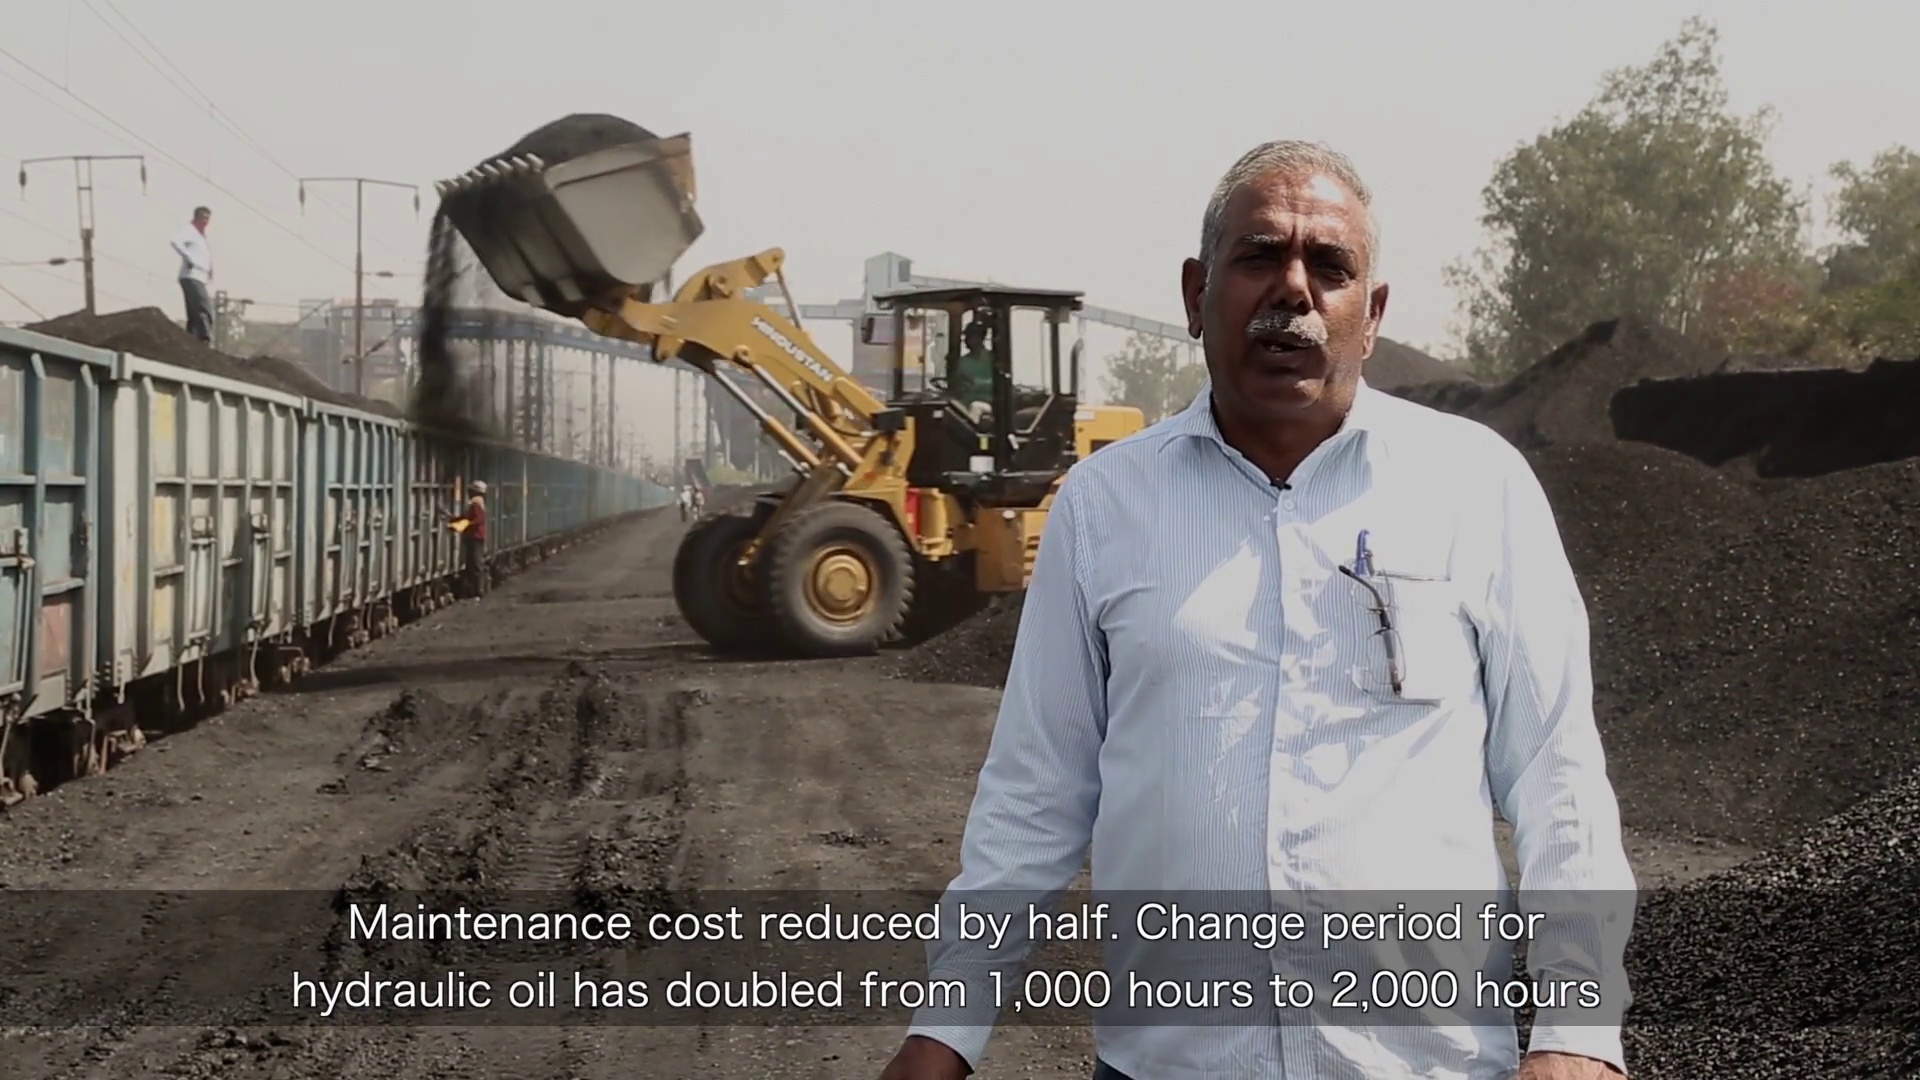 HINDUSTAN
Maintenance cost reduced by half. Change period for
hydraulic oil has doubled from 1,000 hours to 2,000 hours